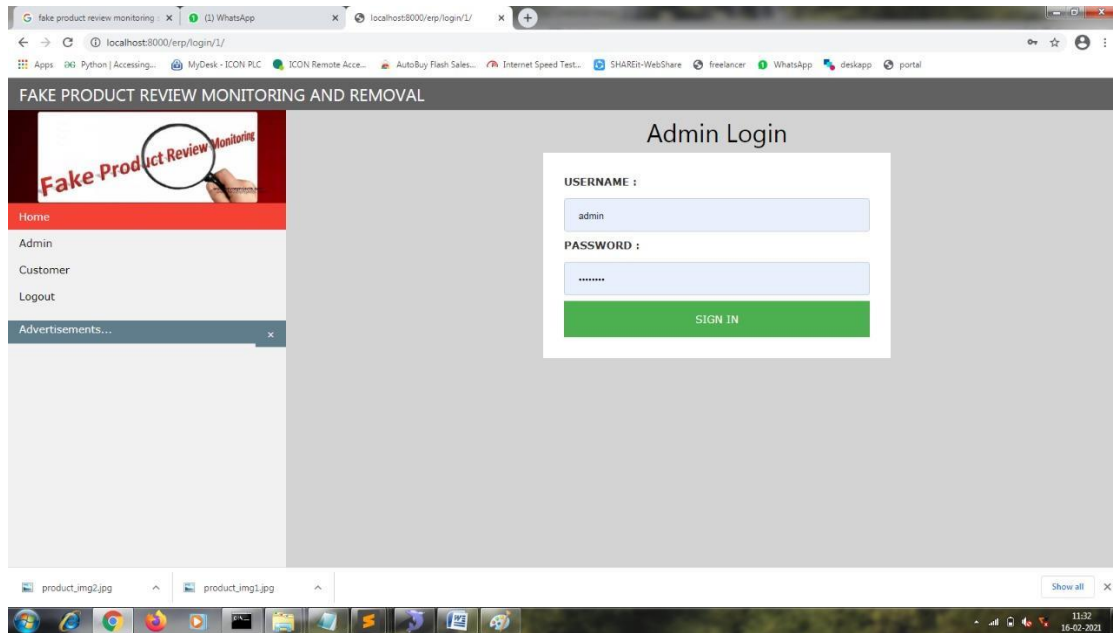 fake product review monitoring :
(1) WhatsApp
localhost:8000/erp/login/1/
localhost:8000/erp/login/1/
Apps
Python | Accessing...
MyDesk - ICON PLC
ICON Remote Acce...
AutoBuy Flash Sales...
Internet Speed Test...
SHAREit-WebShare
freelancer
WhatsApp
deskapp
portal
FAKE PRODUCT REVIEW MONITORING AND REMOVAL
Fake Product Review Monitoring
Home
Admin
Customer
Logout
Advertisements...
×
Admin Login
USERNAME :
admin
PASSWORD :
••••••••
SIGN IN
product_img2.jpg
product_img1.jpg
Show all
11:32
16-02-2021